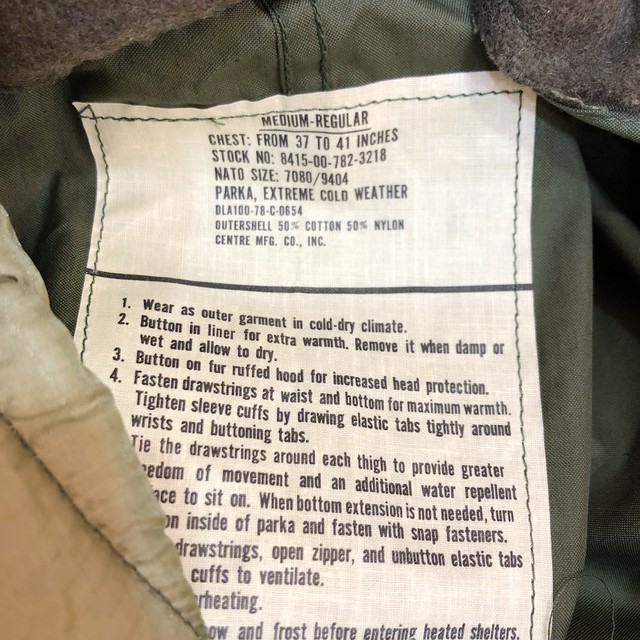 MEDIUM-REGULAR
CHEST: FROM 37 TO 41 INCHES
STOCK NO: 8415-00-782-3218
NATO SIZE: 7080/9404
PARKA, EXTREME COLD WEATHER
DLA100-78-C-0654
OUTERSHELL 50% COTTON 50% NYLON
CENTRE MFG. CO., INC.
1. Wear as outer garment in cold-dry climate.
2. Button in liner for extra warmth. Remove it when damp or
wet and allow to dry.
3. Button on fur ruffed hood for increased head protection.
4. Fasten drawstrings at waist and bottom for maximum warmth.
Tighten sleeve cuffs by drawing elastic tabs tightly around
wrists and buttoning tabs.
Tie the drawstrings around each thigh to provide greater
of movement and an additional water repellent
to sit on. When bottom extension is not needed, turn
inside of parka and fasten with snap fasteners.
drawstrings, open zipper, and unbutton elastic tabs
cuffs to ventilate.
and frost before entering heated shelters.